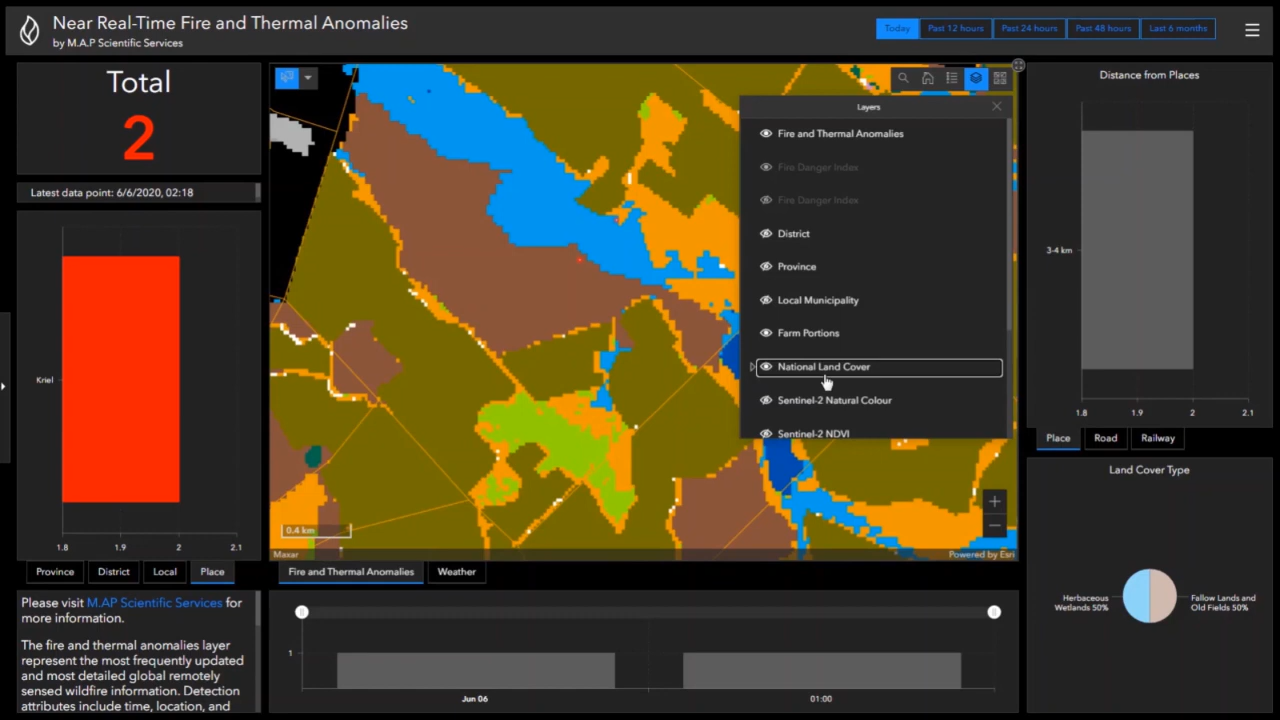 Near Real-Time Fire and Thermal Anomalies
by M.A.P Scientific Services
Today
Past 12 hours
Past 24 hours
Past 48 hours
Last 6 months
Total
2
Latest data point: 6/6/2020, 02:18
Kriel
1.8 1.9 2 2.1
Province District Local Place
Please visit M.A.P Scientific Services for
more information.
The fire and thermal anomalies layer
represent the most frequently updated
and most detailed global remotely
sensed wildfire information. Detection
attributes include time, location, and
Layers
Fire and Thermal Anomalies
Fire Danger Index
Fire Danger Index
District
Province
Local Municipality
Farm Portions
National Land Cover
Sentinel-2 Natural Colour
Sentinel-2 NDVI
0.4 km
Maxar
Powered by Esri
Fire and Thermal Anomalies Weather
1
Jun 06 01:00
Distance from Places
3-4 km
1.8 1.9 2 2.1
Place Road Railway
Land Cover Type
Herbaceous
Wetlands 50%
Fallow Lands and
Old Fields 50%